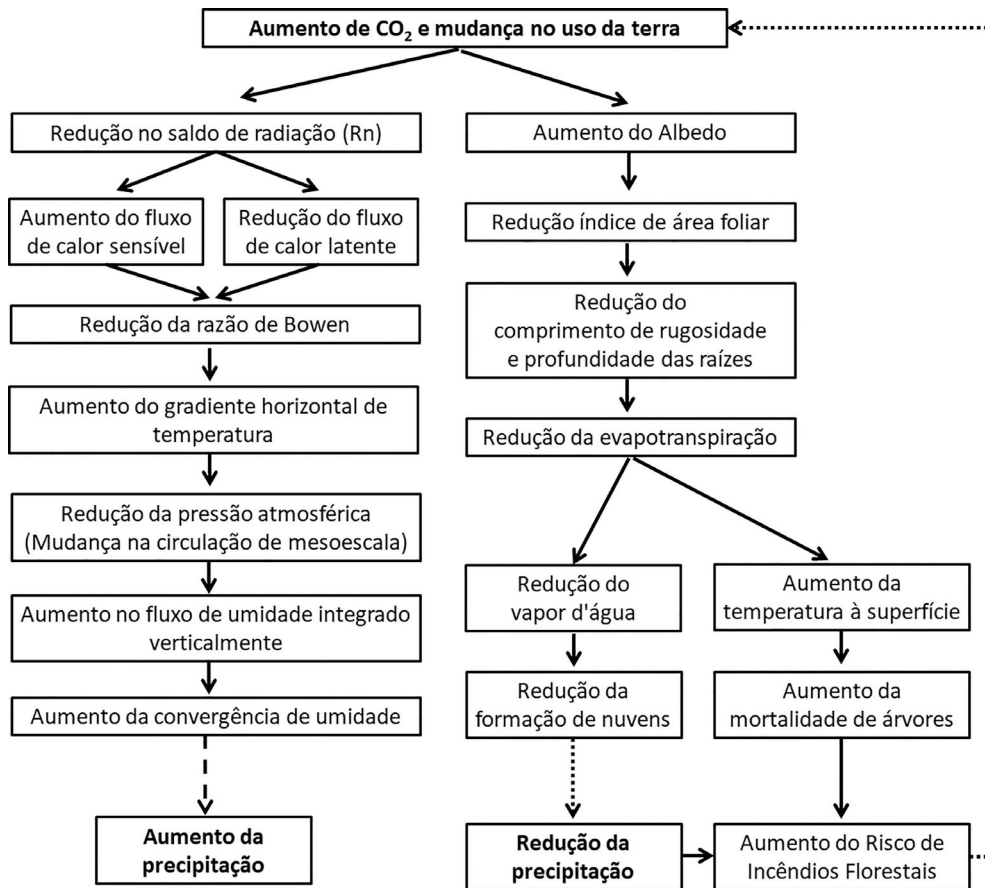 Aumento de CO₂ e mudança no uso da terra
Redução no saldo de radiação (Rn)
Aumento do fluxo
de calor sensível
Redução do fluxo
de calor latente
Redução da razão de Bowen
Aumento do gradiente horizontal de
temperatura
Redução da pressão atmosférica
(Mudança na circulação de mesoescala)
Aumento no fluxo de umidade integrado
verticalmente
Aumento da convergência de umidade
Aumento da
precipitação
Aumento do Albedo
Redução índice de área foliar
Redução do
comprimento de rugosidade
e profundidade das raízes
Redução da evapotranspiração
Redução do
vapor d'água
Redução da
formação de nuvens
Redução da
precipitação
Aumento da
temperatura à superfície
Aumento da
mortalidade de árvores
Aumento do Risco de
Incêndios Florestais